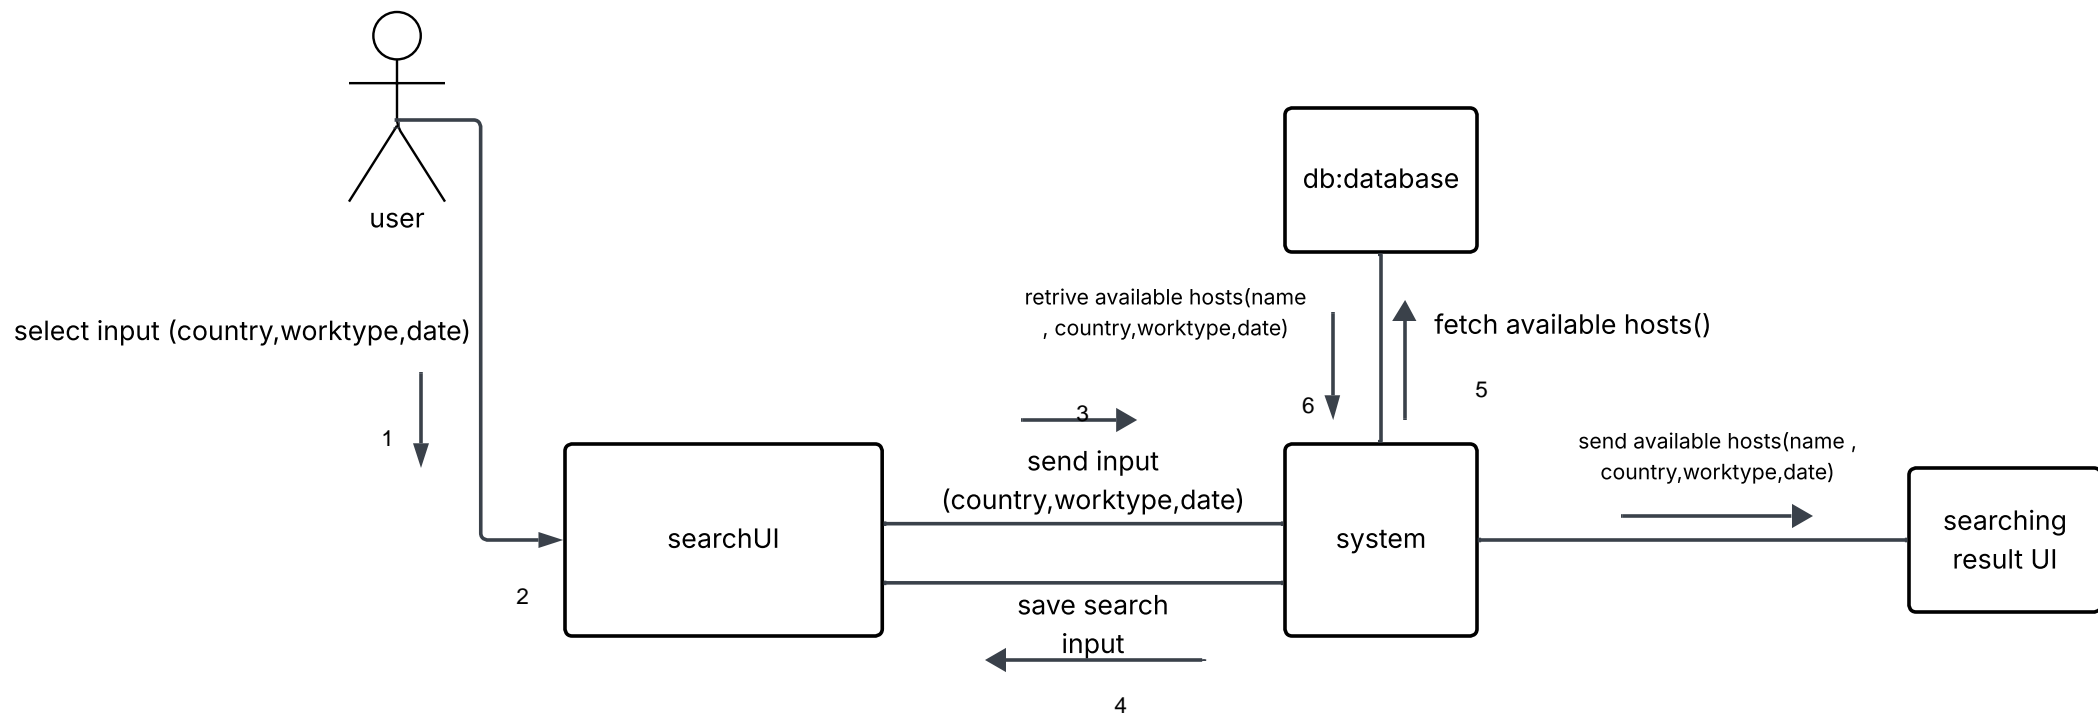 user
select input (country,worktype,date)
1
2
searchUI
3
send input
(country,worktype,date)
save search
input
4
db:database
retrive available hosts(name
, country,worktype,date)
6
fetch available hosts()
5
system
send available hosts(name ,
country,worktype,date)
searching
result UI